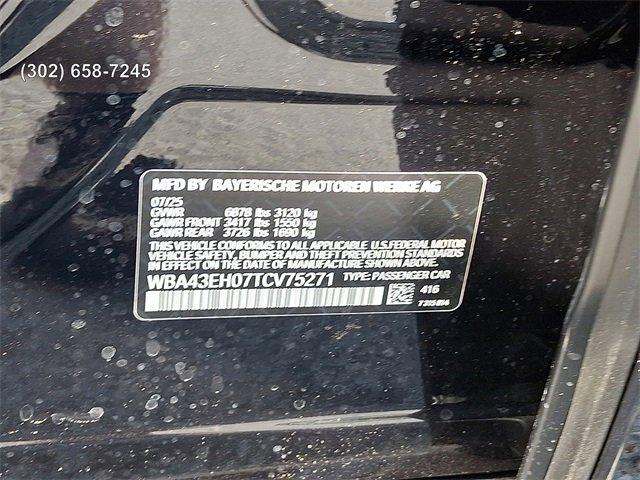 (302) 658-7245
MFD BY BAYERISCHE MOTOREN WERKE AG
07/25
GVWR 6878 lbs 3120 kg
GAWR FRONT 3417 lbs 1550 kg
GAWR REAR 3726 lbs 1690 kg
THIS VEHICLE CONFORMS TO ALL APPLICABLE U.S.FEDERAL MOTOR
VEHICLE SAFETY, BUMPER, AND THEFT PREVENTION STANDARDS
IN EFFECT ON THE DATE OF MANUFACTURE SHOWN ABOVE.
WBA43EH07TCV75271 TYPE: PASSENGER CAR
416
7 315 814